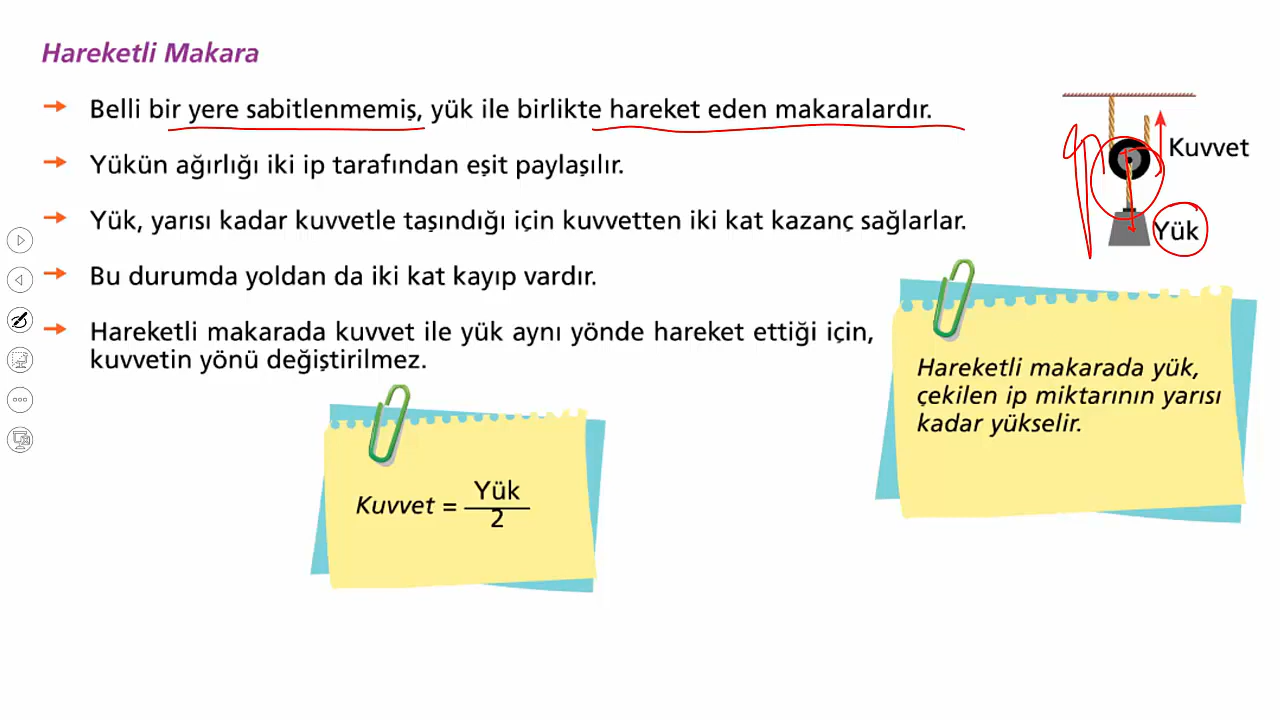 Hareketli Makara
→ Belli bir yere sabitlenmemiş, yük ile birlikte hareket eden makaralardır.
→ Yükün ağırlığı iki ip tarafından eşit paylaşılır.
→ Yük, yarısı kadar kuvvetle taşındığı için kuvvetten iki kat kazanç sağlarlar.
→ Bu durumda yoldan da iki kat kayıp vardır.
→ Hareketli makarada kuvvet ile yük aynı yönde hareket ettiği için,
kuvvetin yönü değiştirilmez.
Kuvvet
Yük
Kuvvet = Yük
2
Hareketli makarada yük,
çekilen ip miktarının yarısı
kadar yükselir.